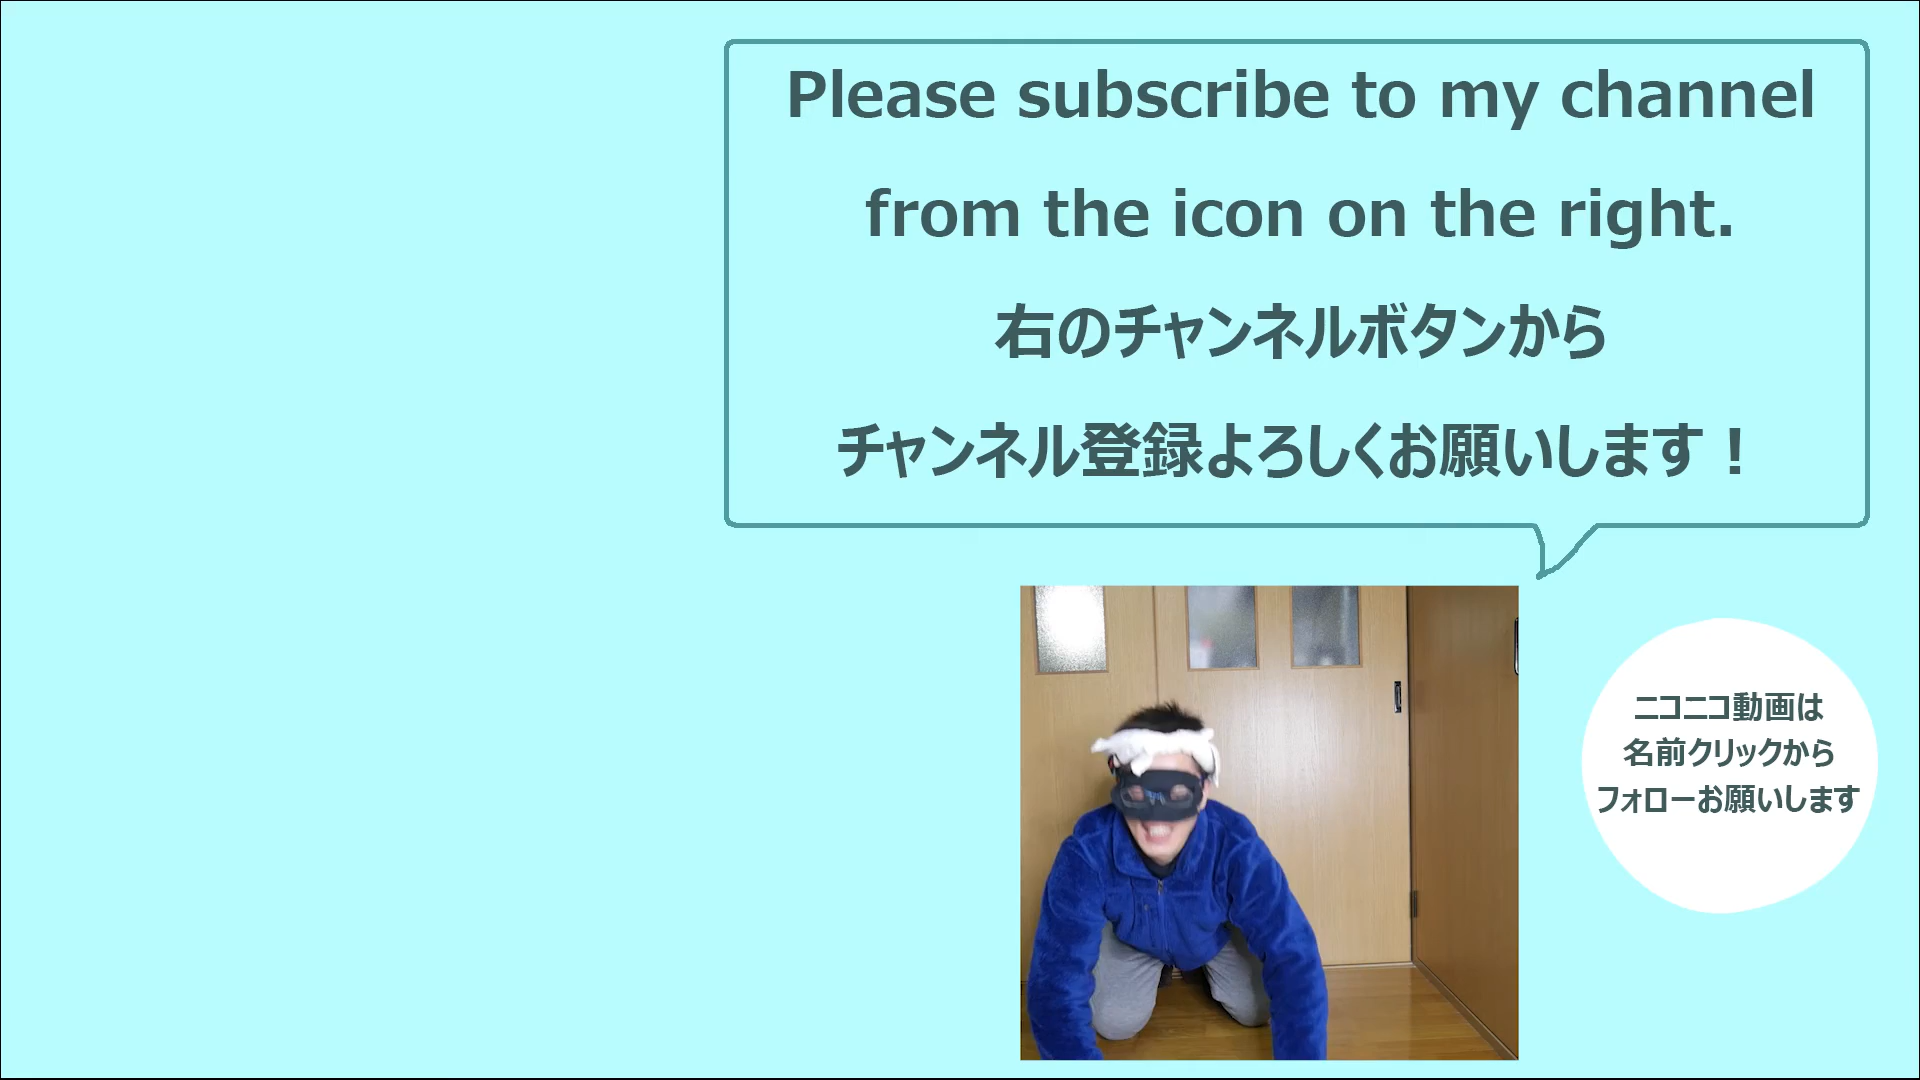 Please subscribe to my channel
from the icon on the right.
右のチャンネルボタンから
チャンネル登録よろしくお願いします！
ニコニコ動画は
名前クリックから
フォローお願いします